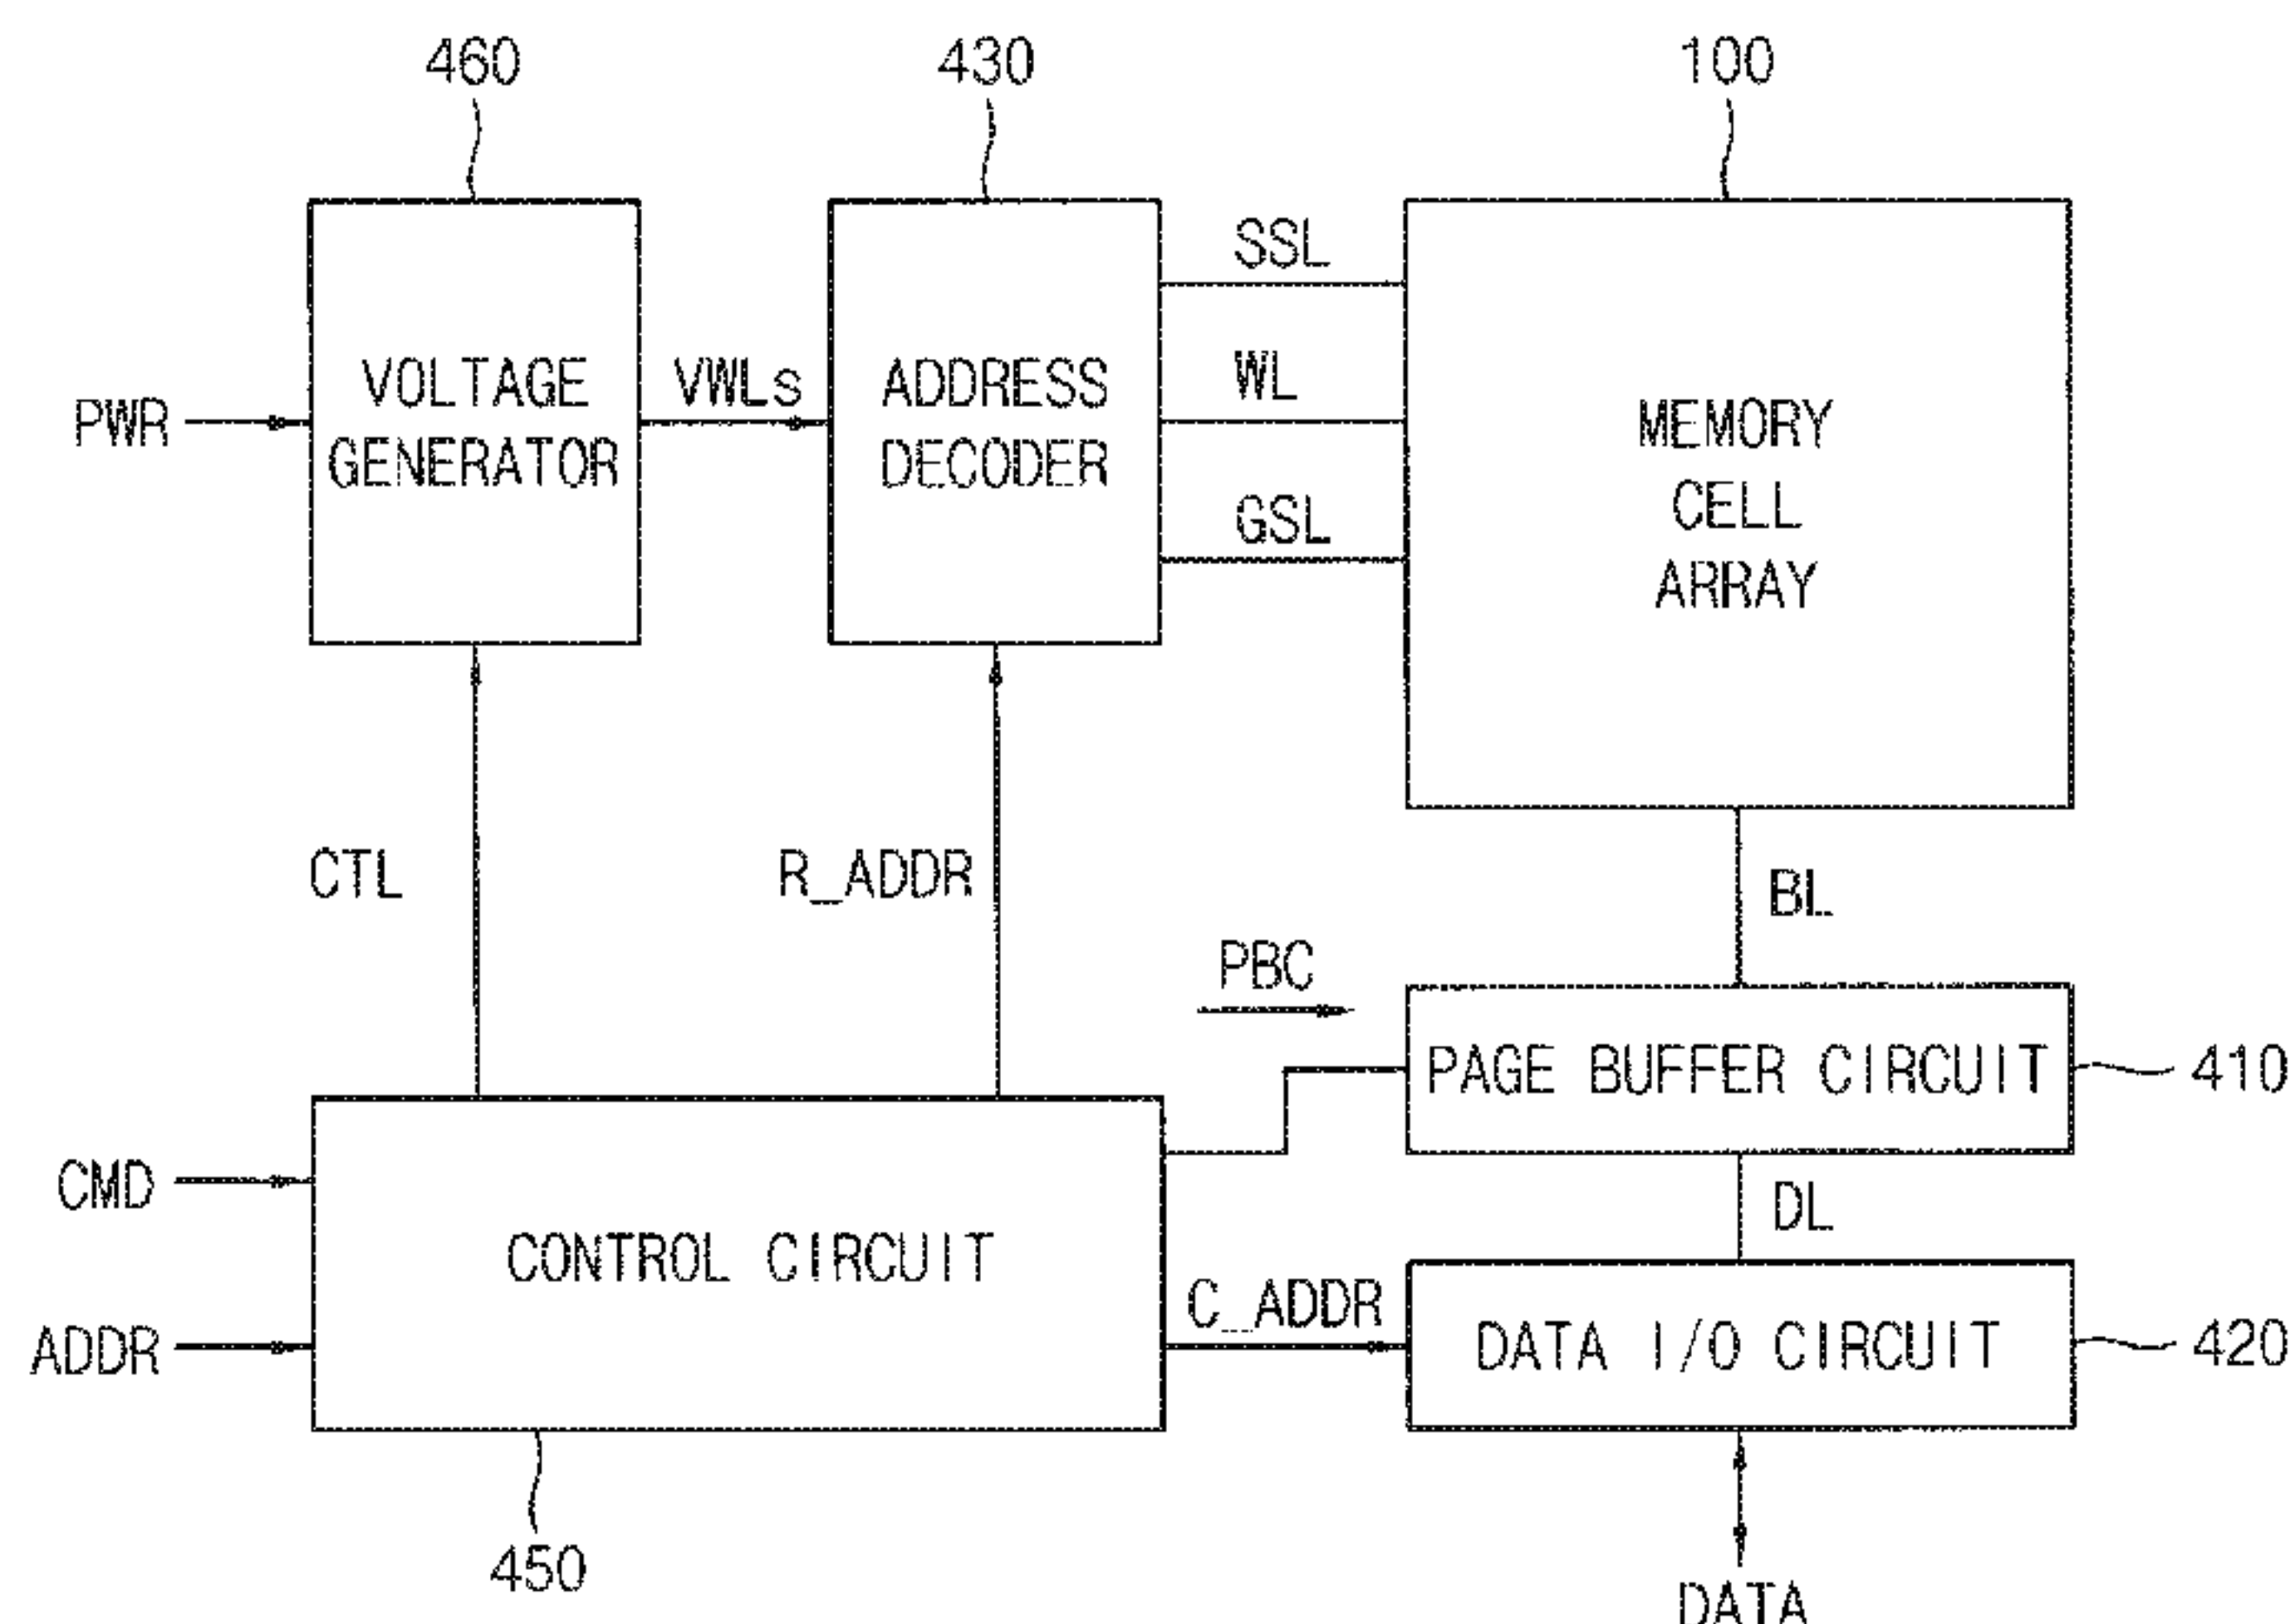 460
430
100
SSL
VOLTAGE
GENERATOR
VWLs
ADDRESS
DECODER
WL
PWR
MEMORY
CELL
ARRAY
GSL
CTL
R_ADDR
BL
PBC
PAGE BUFFER CIRCUIT
410
CMD
DL
CONTROL CIRCUIT
C_ADDR
ADDR
DATA I/O CIRCUIT
420
450
DATA